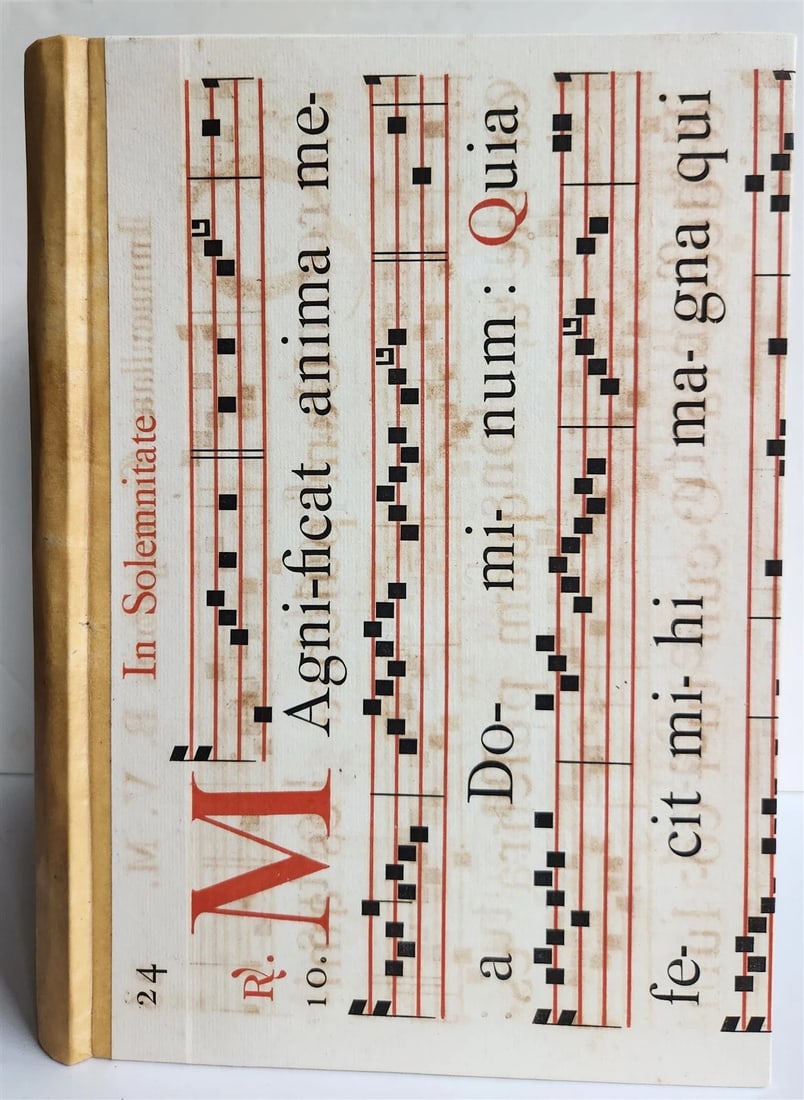 24 In Solemnitate
℟.
10.
MAgni-ficat anima me-
a Do- mi- num : Quia
fe- cit mi- hi ma- gna qui